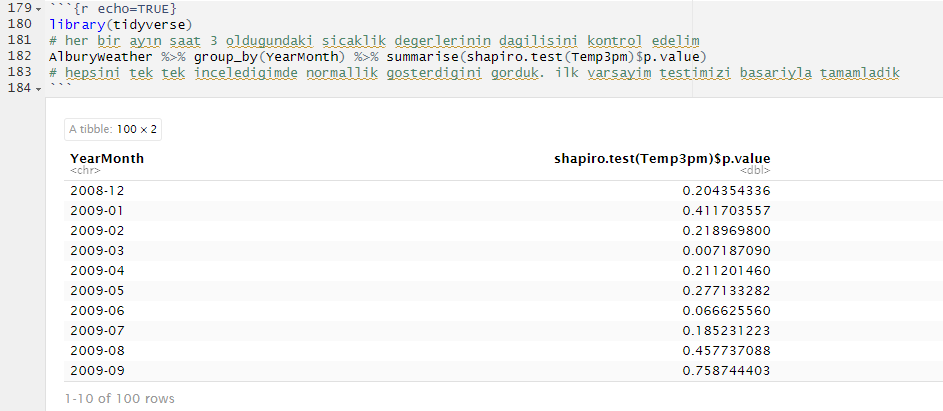 179 ```{r echo=TRUE}
180 library(tidyverse)
181 # her bir ayın saat 3 oldugundaki sicaklik degerlerinin dagilisini kontrol edelim
182 AlburyWeather %>% group_by(YearMonth) %>% summarise(shapiro.test(Temp3pm)$p.value)
183 # hepsini tek tek inceledigimde normallik gosterdigini gorduk. ilk varsayim testimizi basariyla tamamladik
184 ```
A tibble: 100 × 2
YearMonth shapiro.test(Temp3pm)$p.value
<chr> <dbl>
2008-12 0.204354336
2009-01 0.411703557
2009-02 0.218969800
2009-03 0.007187090
2009-04 0.211201460
2009-05 0.277133282
2009-06 0.066625560
2009-07 0.185231223
2009-08 0.457737088
2009-09 0.758744403
1-10 of 100 rows